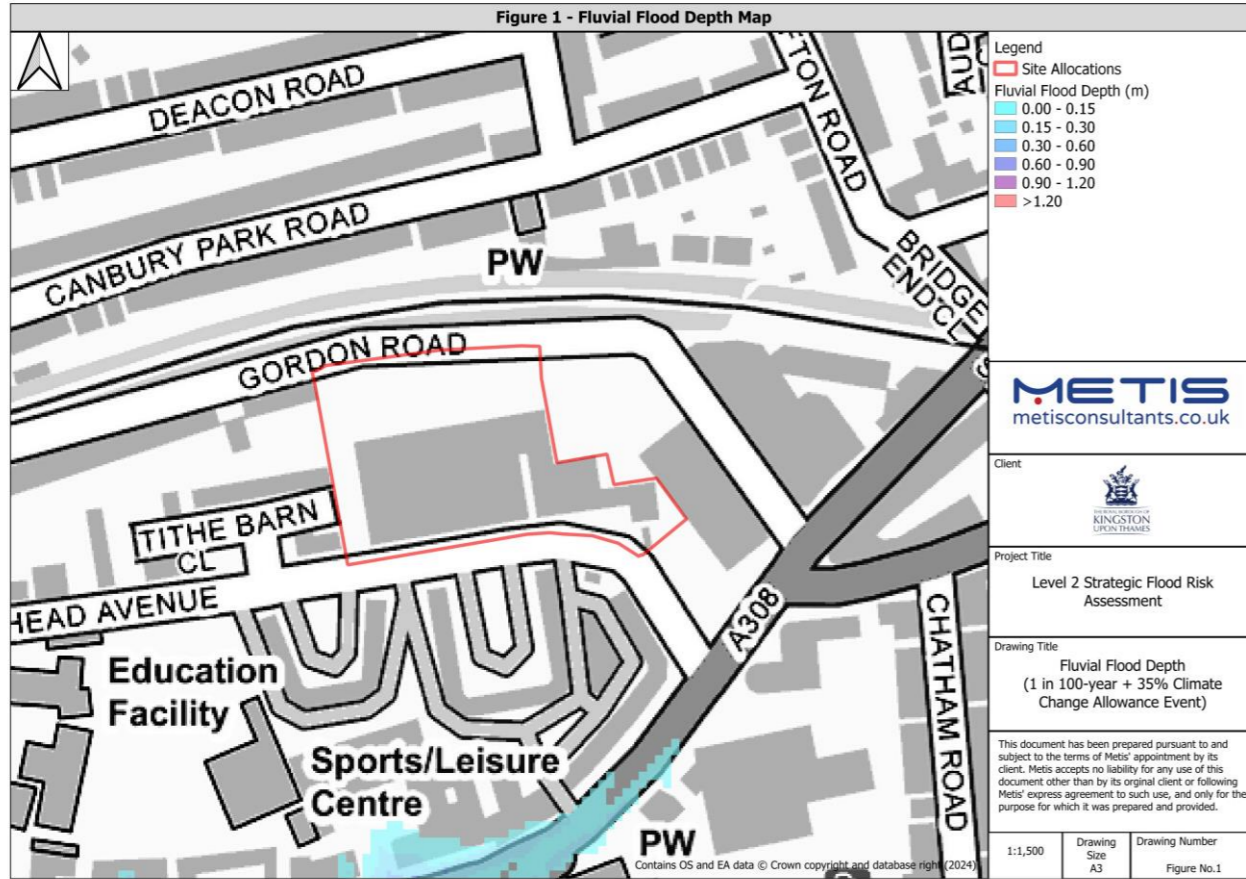 Figure 1 - Fluvial Flood Depth Map
DEACON ROAD
CANBURY PARK ROAD
PW
GORDON ROAD
TITHE BARN
CL
HEAD AVENUE
Education
Facility
Sports/Leisure
Centre
A308
PW
CHATHAM ROAD
FTON ROAD
BRIDGE
END CL
AUD
Contains OS and EA data © Crown copyright and database right (2024)
Legend
Site Allocations
Fluvial Flood Depth (m)
0.00 - 0.15
0.15 - 0.30
0.30 - 0.60
0.60 - 0.90
0.90 - 1.20
>1.20
METIS
metisconsultants.co.uk
Client
THE ROYAL BOROUGH OF
KINGSTON
UPON THAMES
Project Title
Level 2 Strategic Flood Risk
Assessment
Drawing Title
Fluvial Flood Depth
(1 in 100-year + 35% Climate
Change Allowance Event)
This document has been prepared pursuant to and
subject to the terms of Metis' appointment by its
client. Metis accepts no liability for any use of this
document other than by its orginal client or following
Metis' express agreement to such use, and only for the
purpose for which it was prepared and provided.
1:1,500
Drawing
Size
A3
Drawing Number
Figure No.1